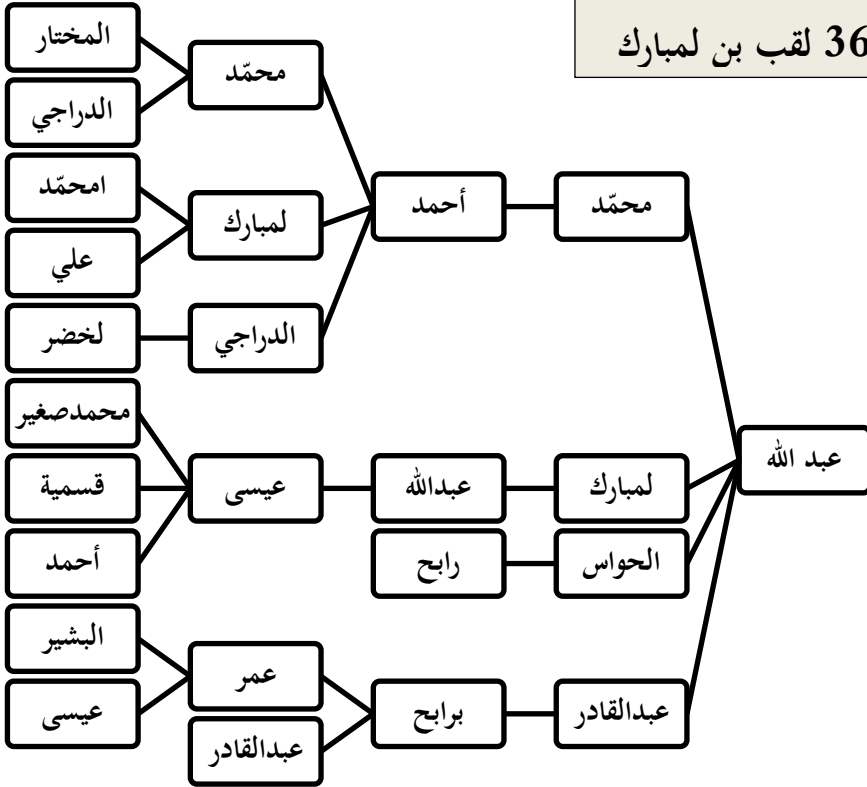 36 لقب بن لمبارك
عبد الله
محمّد
أحمد
محمّد
المختار
الدراجي
لمبارك
امحمّد
علي
الدراجي
لخضر
لمبارك
عبدالله
عيسى
محمدصغير
قسمية
أحمد
الحواس
رابح
عبدالقادر
برابح
عمر
البشير
عيسى
عبدالقادر